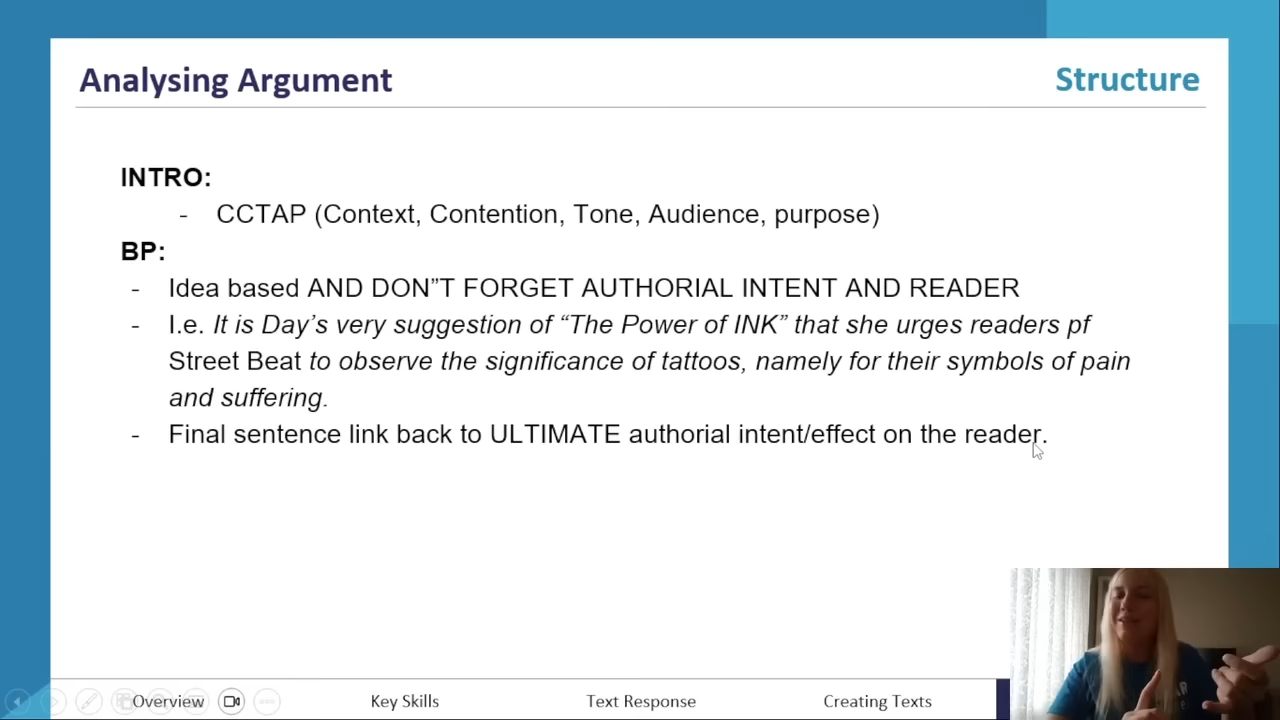 Analysing Argument
Structure
INTRO:
- CCTAP (Context, Contention, Tone, Audience, purpose)
BP:
- Idea based AND DON”T FORGET AUTHORIAL INTENT AND READER
- I.e. It is Day’s very suggestion of “The Power of INK” that she urges readers pf
Street Beat to observe the significance of tattoos, namely for their symbols of pain
and suffering.
- Final sentence link back to ULTIMATE authorial intent/effect on the reader.
Overview
Key Skills
Text Response
Creating Texts